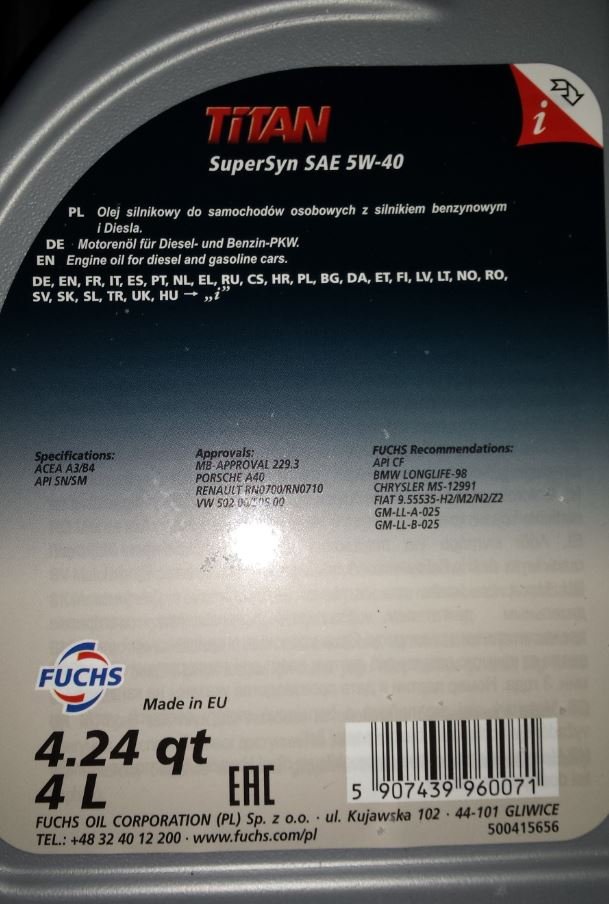 TiTAN
i
SuperSyn SAE 5W-40
PL Olej silnikowy do samochodów osobowych z silnikiem benzynowym
i Diesla.
DE Motorenöl für Diesel- und Benzin-PKW.
EN Engine oil for diesel and gasoline cars.
DE, EN, FR, IT, ES, PT, NL, EL, RU, CS, HR, PL, BG, DA, ET, FI, LV, LT, NO, RO,
SV, SK, SL, TR, UK, HU → „i”
Specifications:
ACEA A3/B4
API SN/SM
Approvals:
MB-APPROVAL 229.3
PORSCHE A40
RENAULT RN0700/RN0710
VW 502 00/505 00
FUCHS Recommendations:
API CF
BMW LONGLIFE-98
CHRYSLER MS-12991
FIAT 9.55535-H2/M2/N2/Z2
GM-LL-A-025
GM-LL-B-025
FUCHS
Made in EU
4.24 qt
4 L
EAC
5 907439 960071
FUCHS OIL CORPORATION (PL) Sp. z o.o. · ul. Kujawska 102 · 44-101 GLIWICE
TEL.: +48 32 40 12 200 · www.fuchs.com/pl
500415656